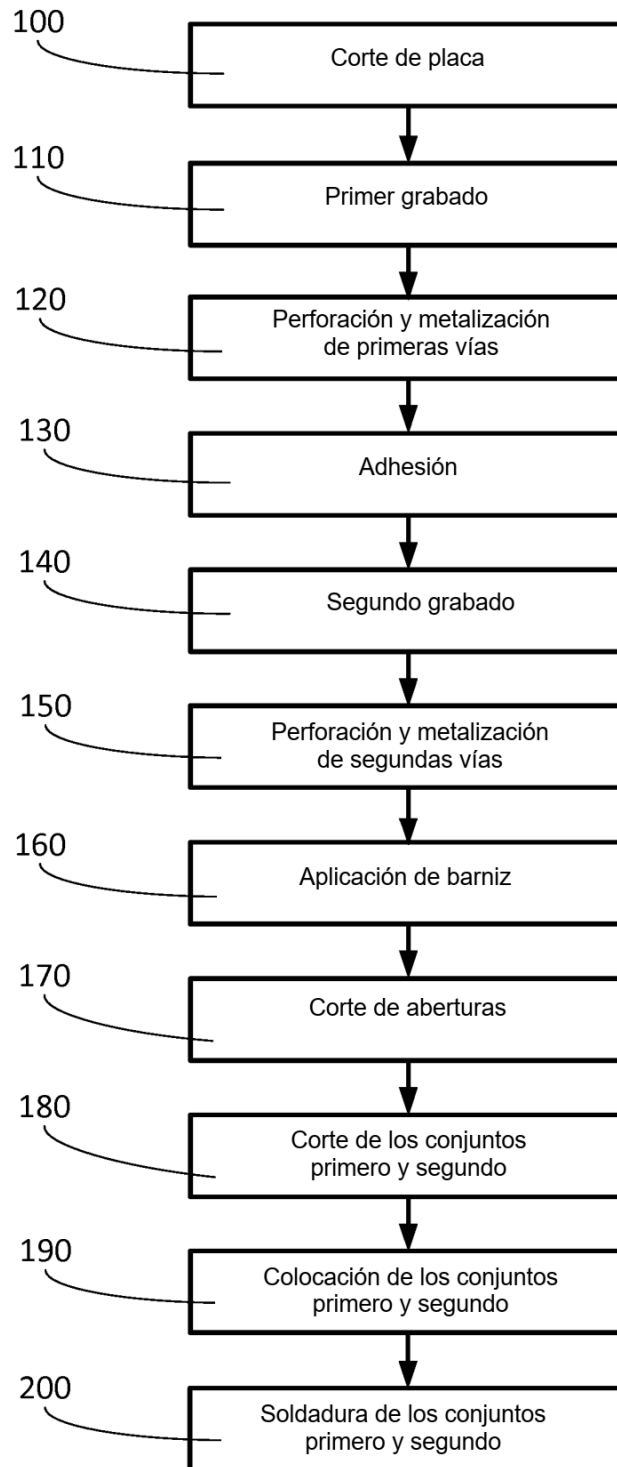 100
Corte de placa
110
Primer grabado
120
Perforación y metalización
de primeras vías
130
Adhesión
140
Segundo grabado
150
Perforación y metalización
de segundas vías
160
Aplicación de barniz
170
Corte de aberturas
180
Corte de los conjuntos
primero y segundo
190
Colocación de los conjuntos
primero y segundo
200
Soldadura de los conjuntos
primero y segundo